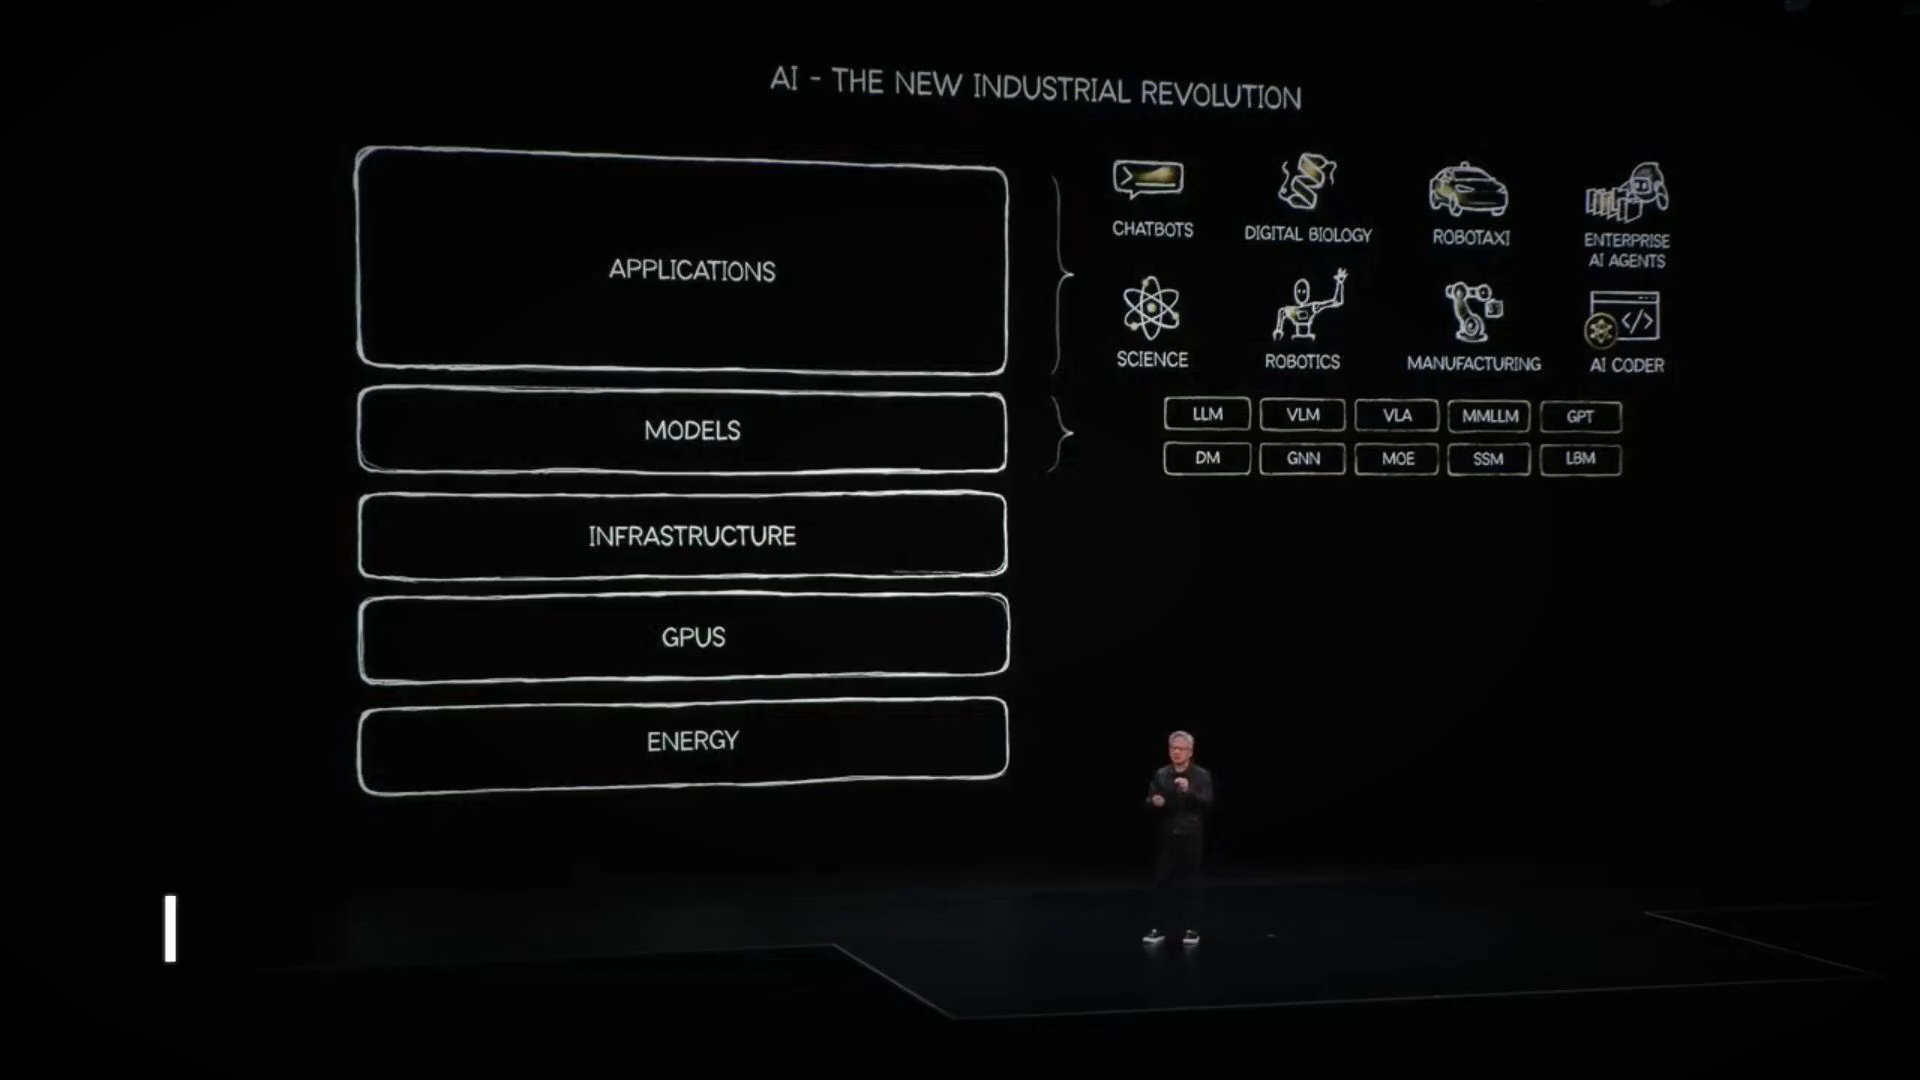 AI - THE NEW INDUSTRIAL REVOLUTION
APPLICATIONS
CHATBOTS
DIGITAL BIOLOGY
ROBOTAXI
ENTERPRISE
AI AGENTS
SCIENCE
ROBOTICS
MANUFACTURING
AI CODER
MODELS
LLM
VLM
VLA
MMLLM
GPT
DM
GNN
MOE
SSM
LBM
INFRASTRUCTURE
GPUS
ENERGY